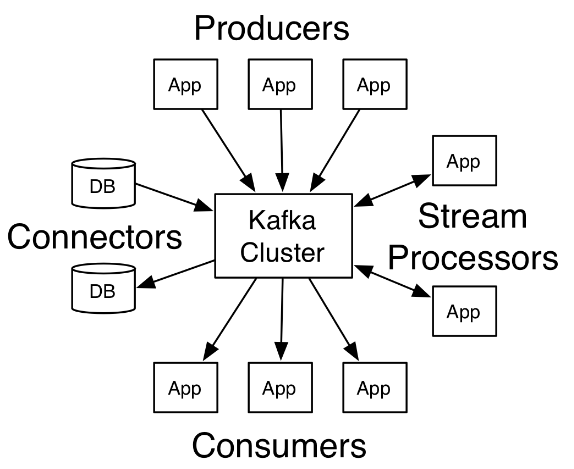 Producers
App
App
App
DB
App
Kafka
Cluster
Stream
Processors
Connectors
DB
App
App
App
App
Consumers